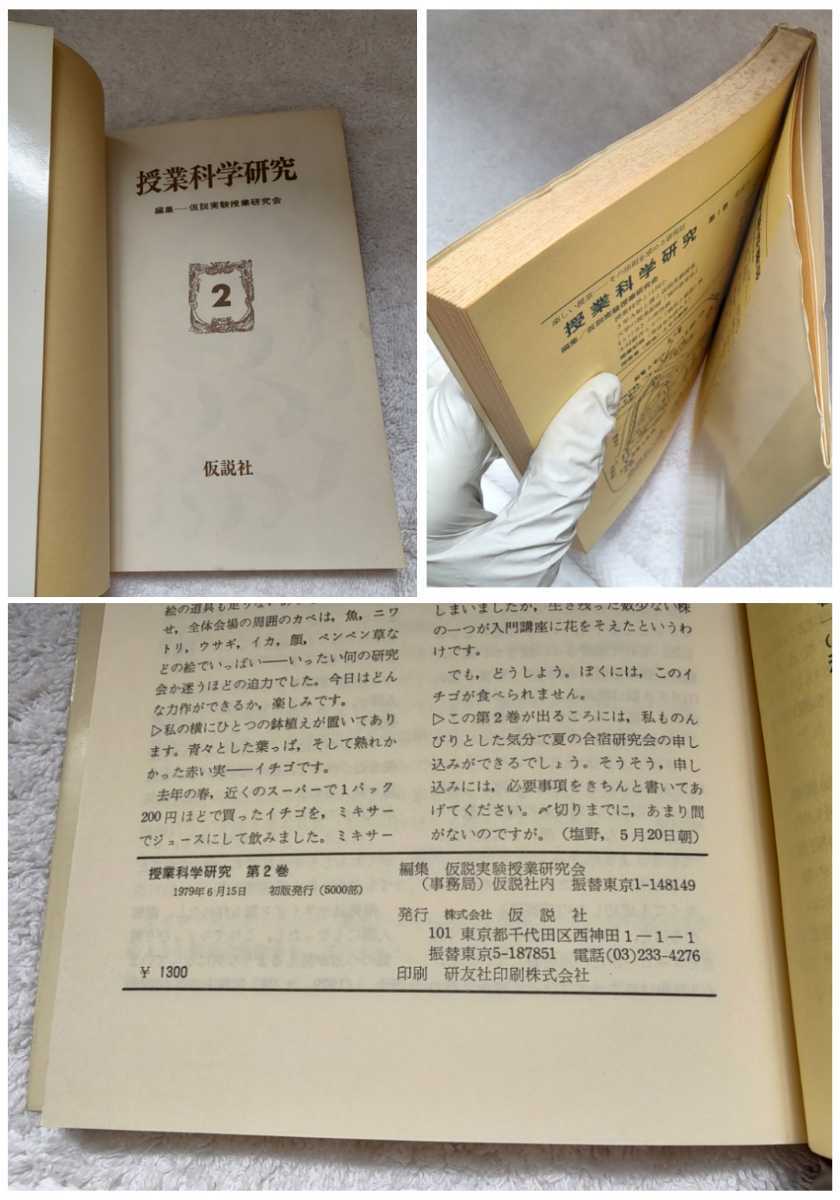 授業科学研究
編集──仮説実験授業研究会
2
仮説社
授業科学研究 第1巻
せ，全体会場の周囲のカベは，魚，ニワ
トリ，ウサギ，イカ，顔，ペンペン草な
どの絵でいっぱい──いったい何の研究
会か迷うほどの迫力でした。今日はどん
な力作ができるか，楽しみです。
▷私の横にひとつの鉢植えが置いてあり
ます。青々とした葉っぱ，そして熟れか
かった赤い実──イチゴです。
去年の春，近くのスーパーで1パック
200円ほどで買ったイチゴを，ミキサー
でジュースにして飲みました。ミキサー
しまいましたが，生き残った数少ない株
の一つが入門講座に花をそえたというわ
けです。
でも，どうしよう。ぼくには，このイ
チゴが食べられません。
▷この第2巻が出るころには，私ものん
びりとした気分で夏の合宿研究会の申し
込みができるでしょう。そうそう，申し
込みには，必要事項をきちんと書いてあ
げてください。〆切りまでに，あまり間
がないのですが。（塩野，5月20日朝）
授業科学研究 第2巻
1979年6月15日 初版発行（5000部）
¥ 1300
編集 仮説実験授業研究会
（事務局）仮説社内 振替東京1-148149
発行 株式会社 仮説社
101 東京都千代田区西神田1－1－1
振替東京5-187851 電話(03)233-4276
印刷 研友社印刷株式会社